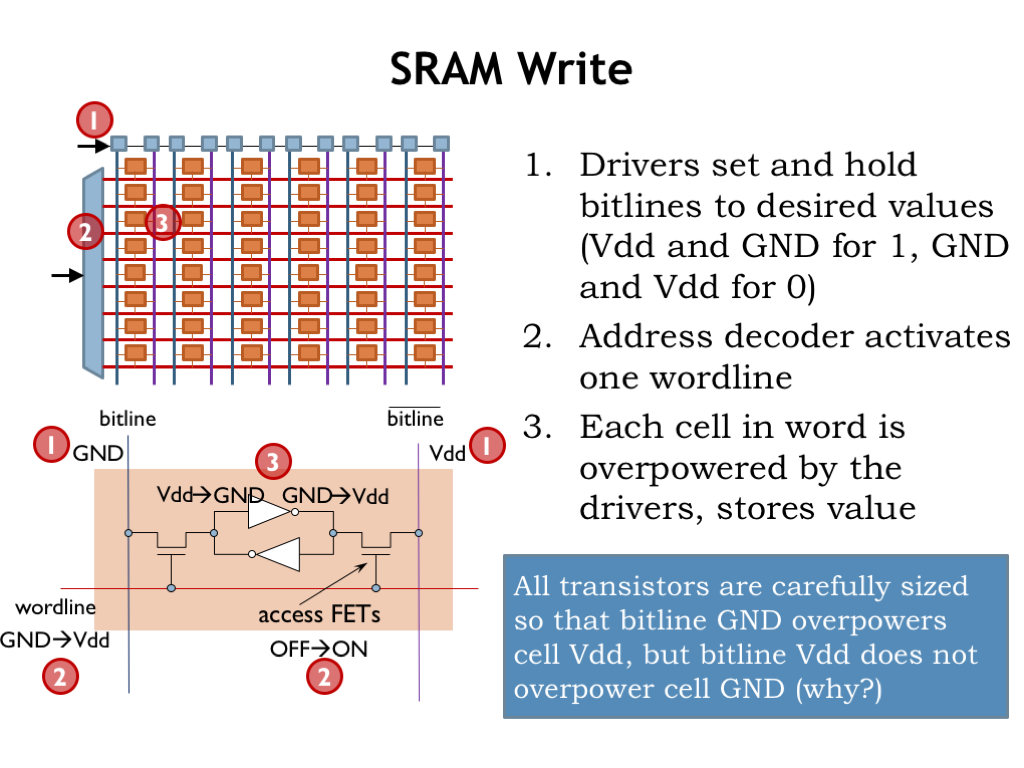 SRAM Write
1
2
3
1. Drivers set and hold
bitlines to desired values
(Vdd and GND for 1, GND
and Vdd for 0)
2. Address decoder activates
one wordline
3. Each cell in word is
overpowered by the
drivers, stores value
bitline
bitline
1
GND
Vdd
1
3
Vdd→GND
GND→Vdd
wordline
GND→Vdd
2
access FETs
OFF→ON
2
All transistors are carefully sized
so that bitline GND overpowers
cell Vdd, but bitline Vdd does not
overpower cell GND (why?)